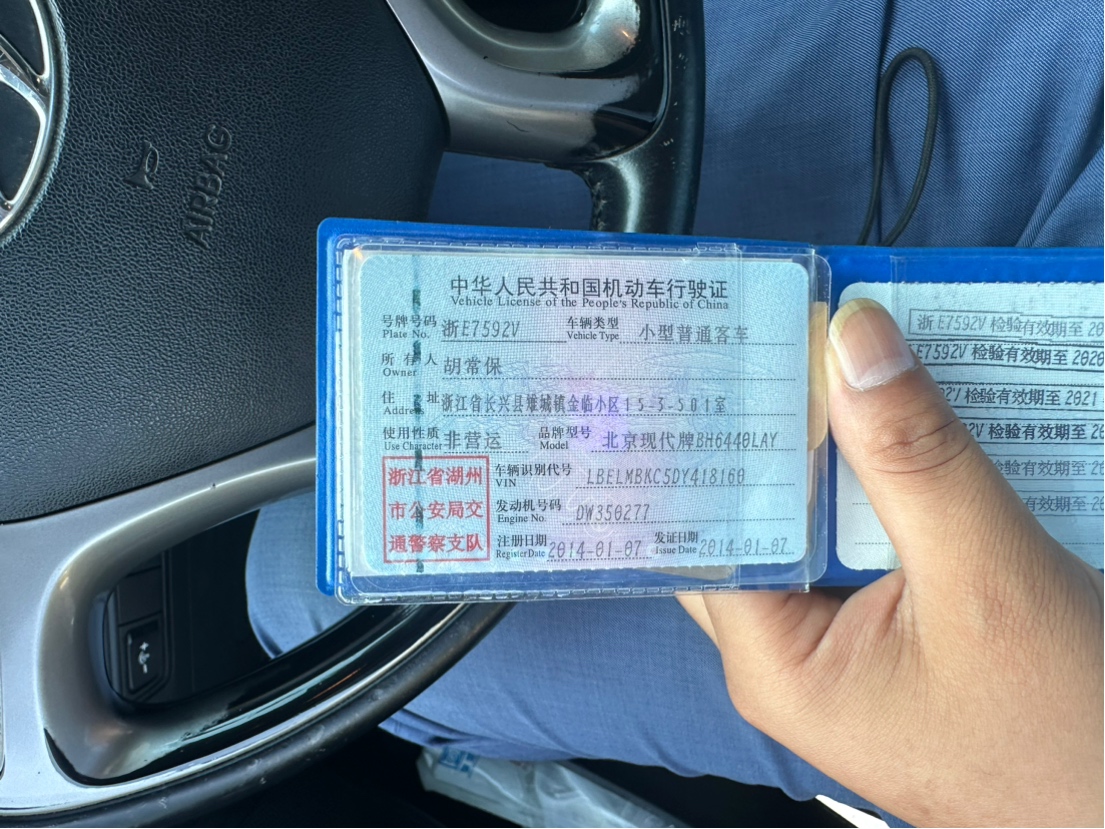 AIRBAG
中华人民共和国机动车行驶证
Vehicle License of the People's Republic of China
号牌号码 浙E7592V 车辆类型 小型普通客车
Plate No. Vehicle Type
所有人 胡常保
Owner
住址 浙江省长兴县雉城镇金临小区15-3-501室
Address
使用性质 非营运 品牌型号 北京现代牌BH6440LAY
Use Character Model
浙江省湖州
市公安局交
通警察支队
车辆识别代号 LBELMBKC5DY418160
VIN
发动机号码 DW350277
Engine No.
注册日期 2014-01-07 发证日期 2014-01-07
Register Date Issue Date
浙E7592V 检验有效期至 20
E7592V 检验有效期至 2020
2V 检验有效期至 2021
V 检验有效期至 202
检验有效期至 20
检验有效期至 20